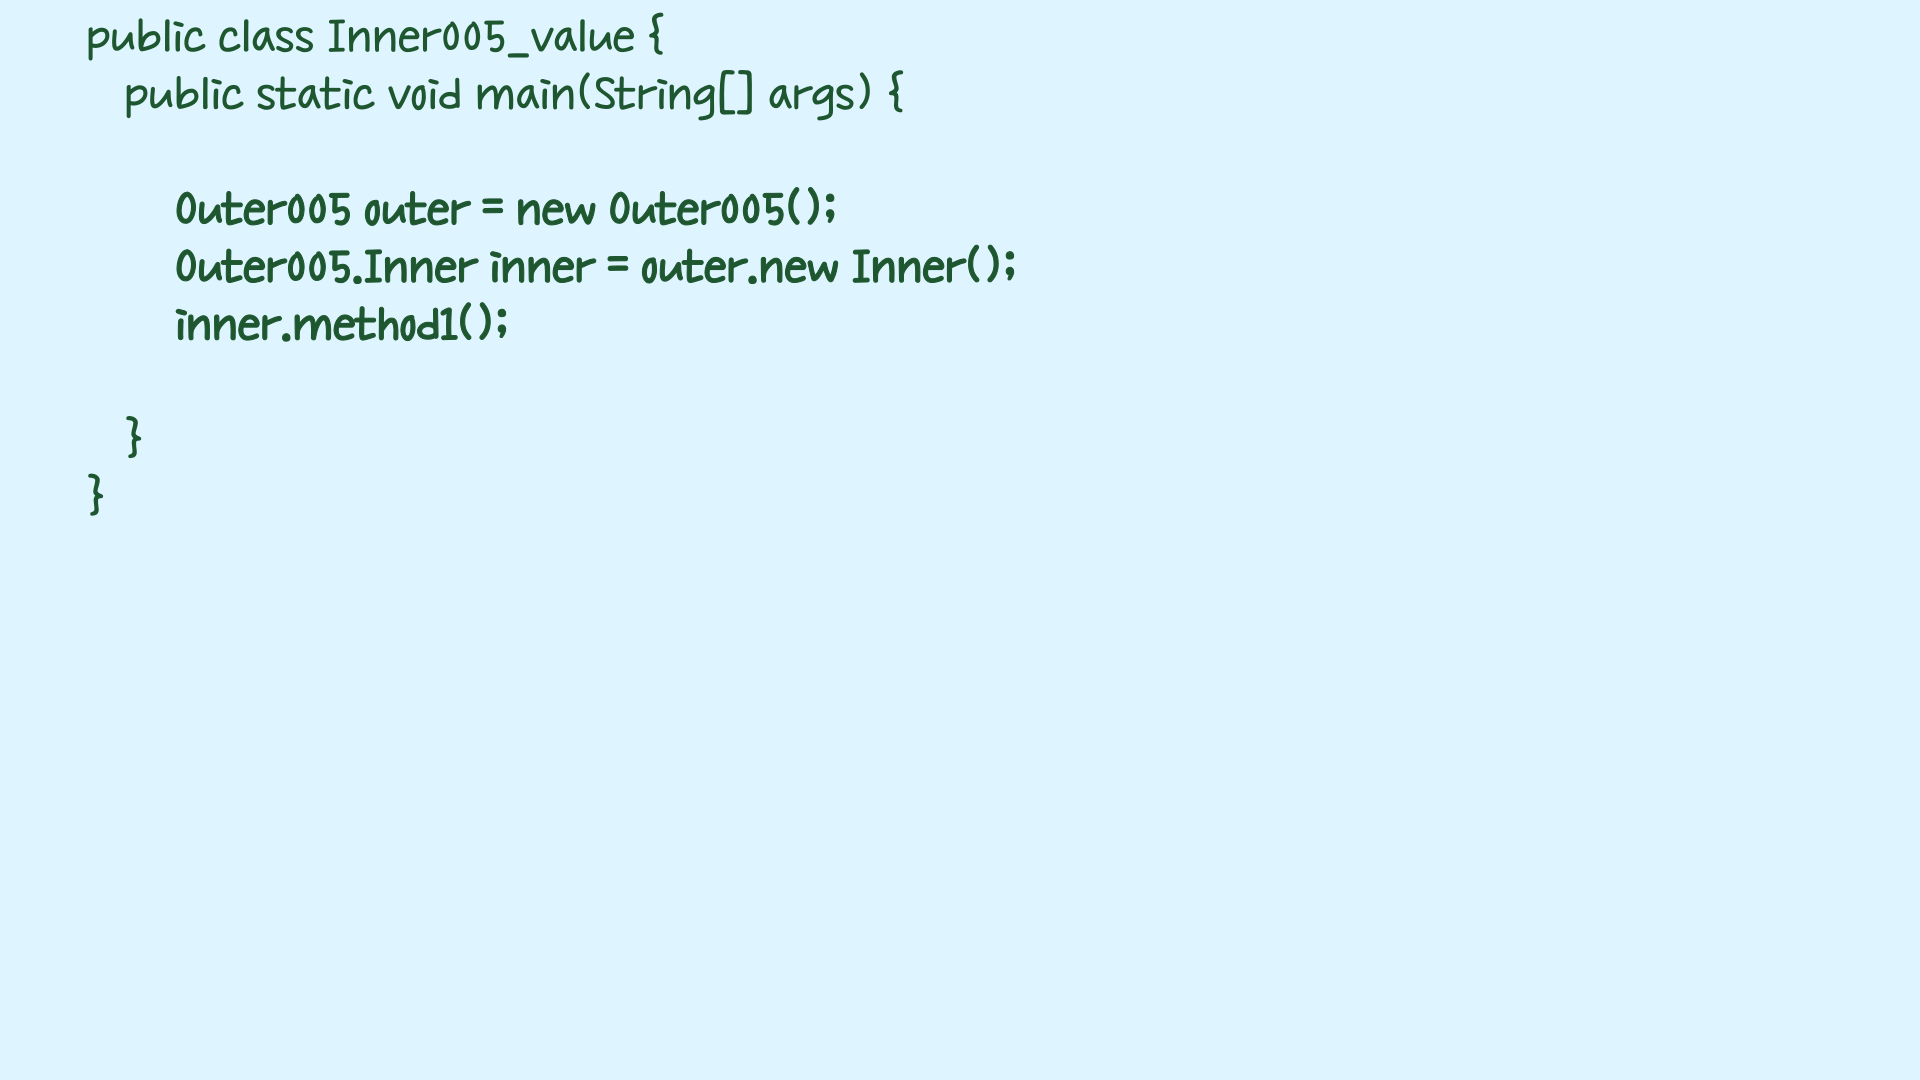 public class Inner005_value {
public static void main(String[] args) {
Outer005 outer = new Outer005();
Outer005.Inner inner = outer.new Inner();
inner.method1();
}
}